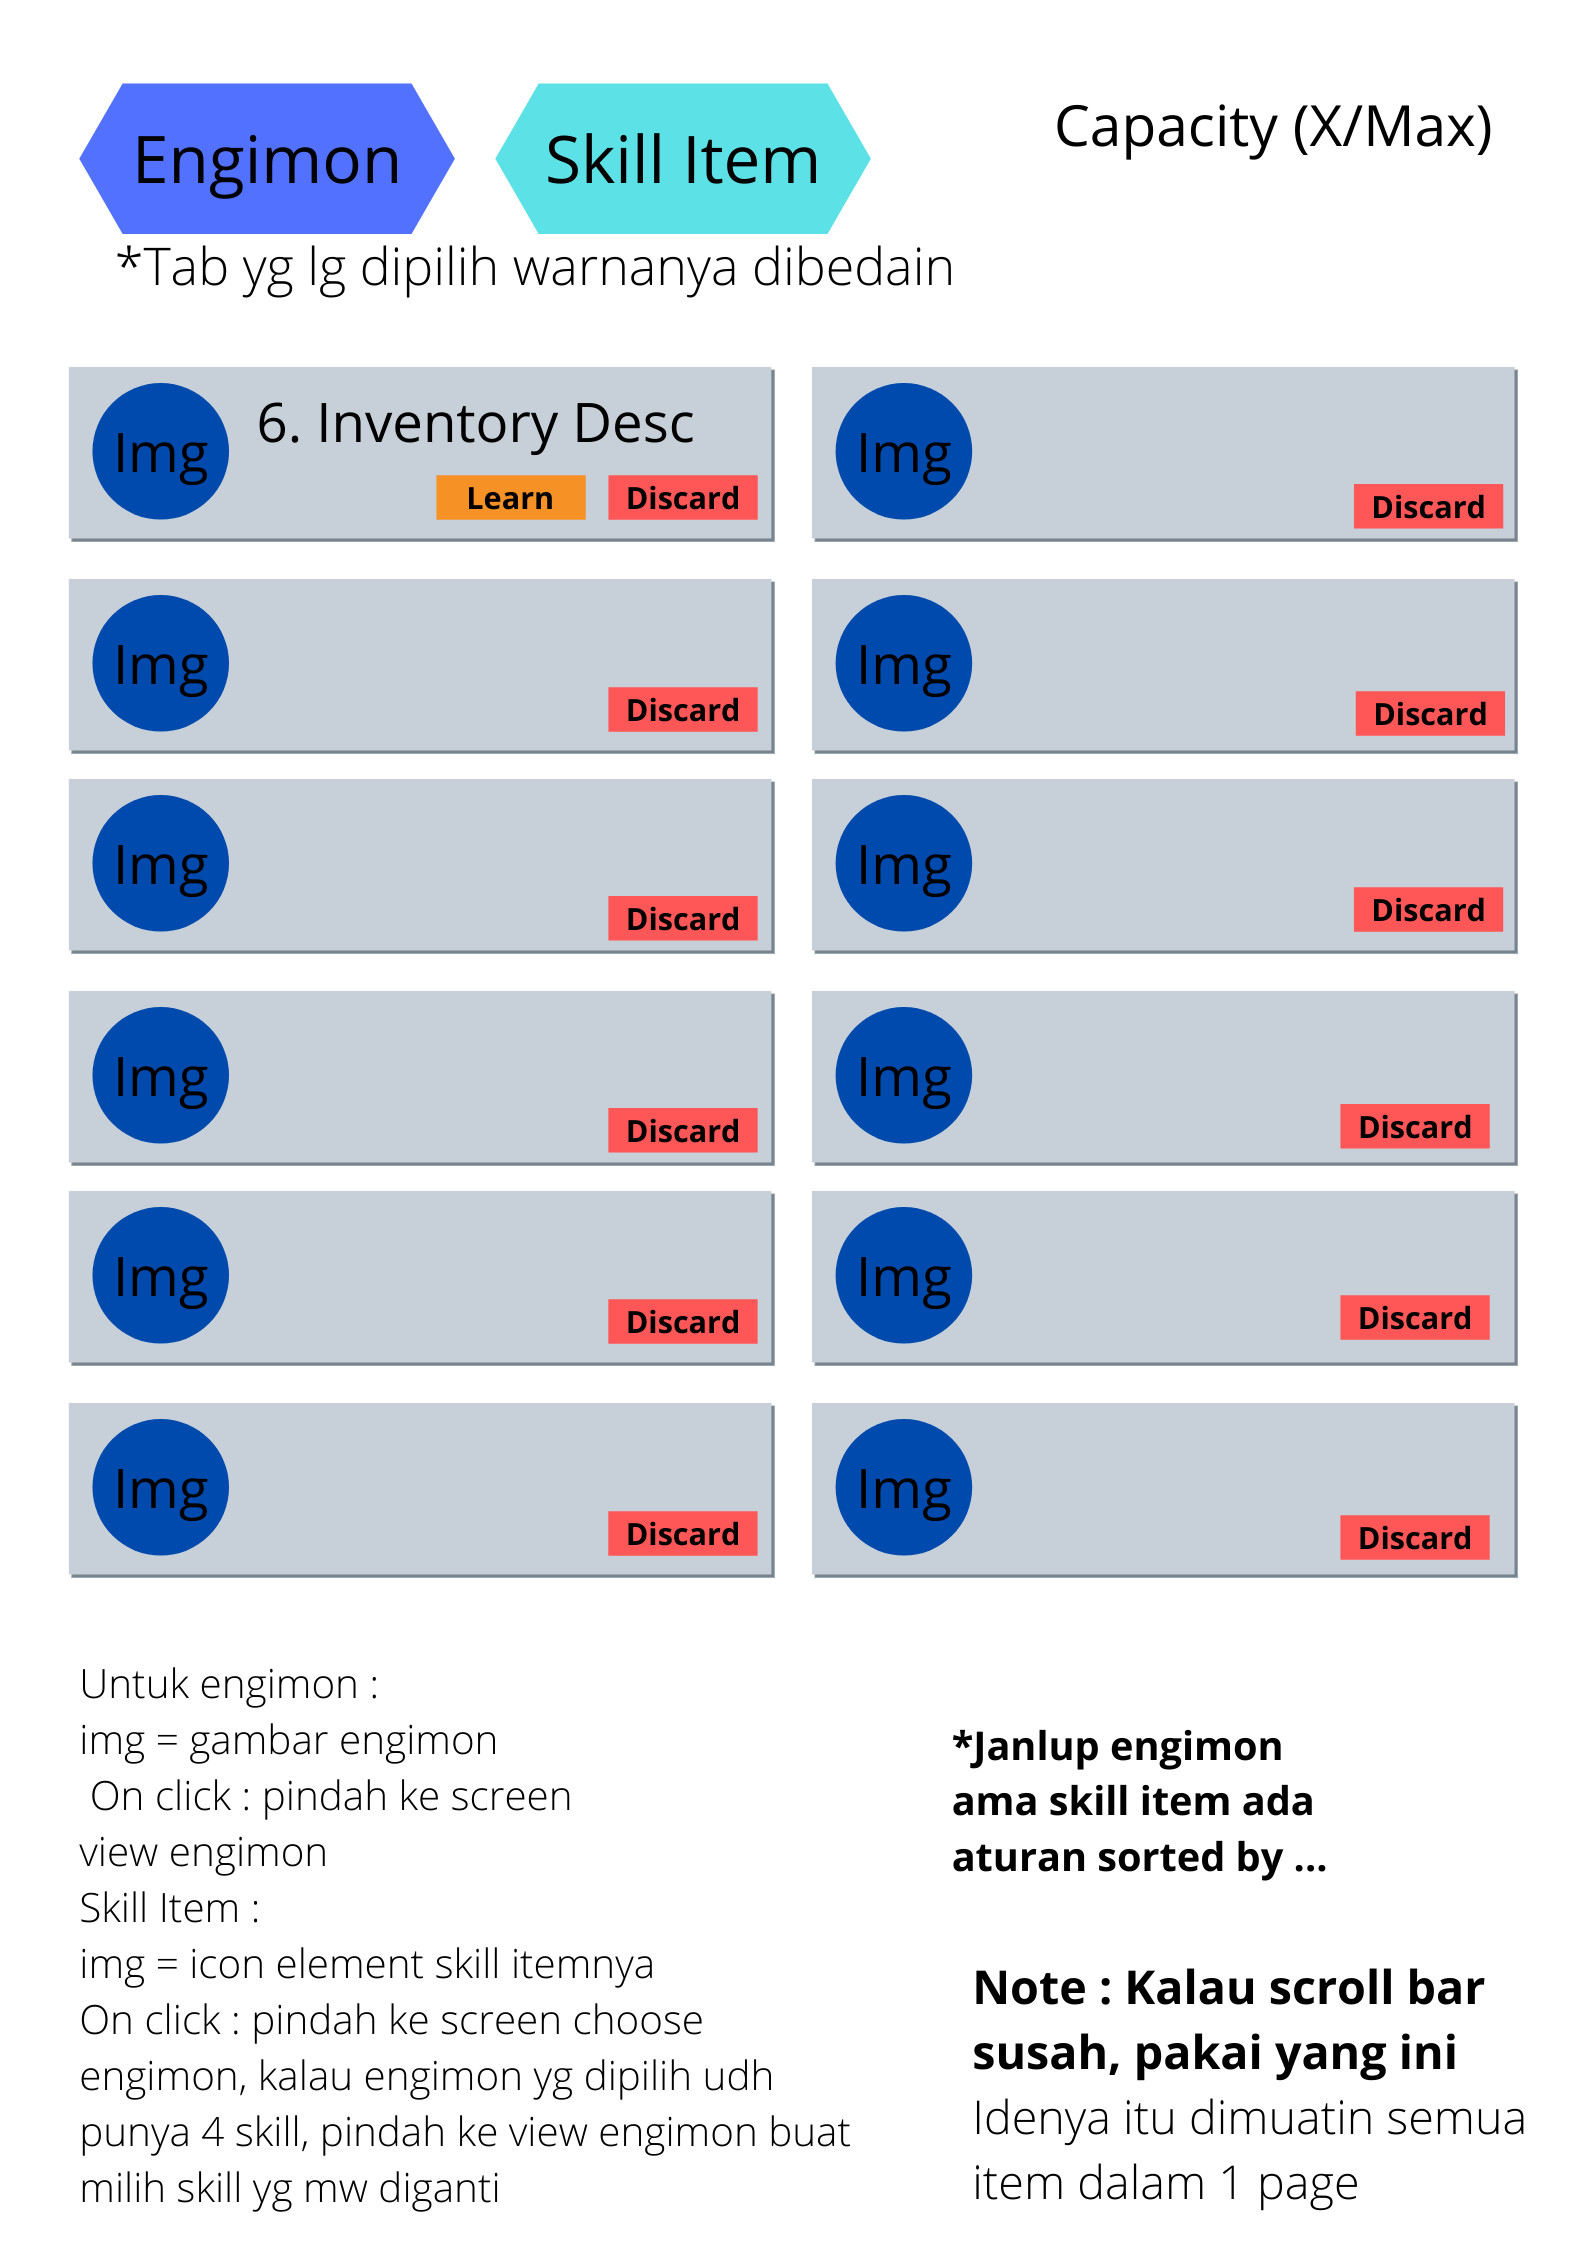 Engimon
Skill Item
Capacity (X/Max)
*Tab yg lg dipilih warnanya dibedain
Img
6. Inventory Desc
Learn
Discard
Img
Discard
Img
Discard
Img
Discard
Img
Discard
Img
Discard
Img
Discard
Img
Discard
Img
Discard
Img
Discard
Img
Discard
Img
Discard
Untuk engimon :
img = gambar engimon
On click : pindah ke screen
view engimon
Skill Item :
img = icon element skill itemnya
On click : pindah ke screen choose
engimon, kalau engimon yg dipilih udh
punya 4 skill, pindah ke view engimon buat
milih skill yg mw diganti
*Janlup engimon
ama skill item ada
aturan sorted by ...
Note : Kalau scroll bar
susah, pakai yang ini
Idenya itu dimuatin semua
item dalam 1 page